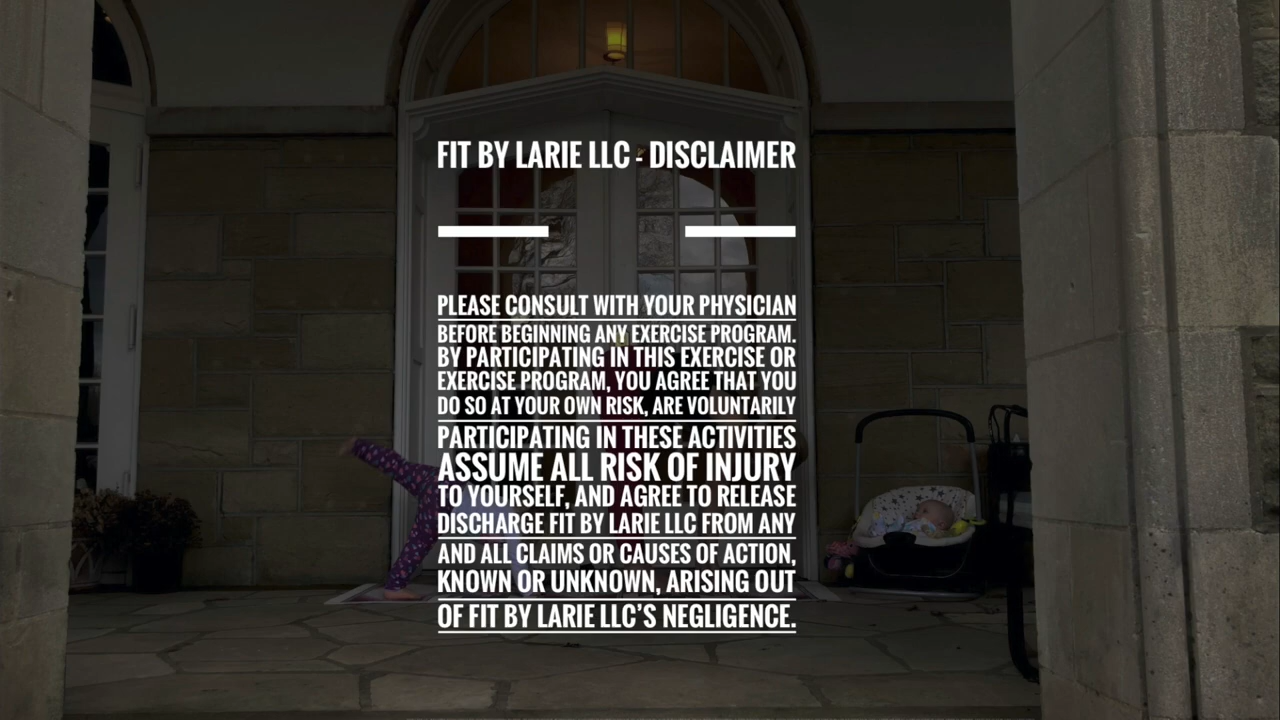 FIT BY LARIE LLC - DISCLAIMER
PLEASE CONSULT WITH YOUR PHYSICIAN
BEFORE BEGINNING ANY EXERCISE PROGRAM.
BY PARTICIPATING IN THIS EXERCISE OR
EXERCISE PROGRAM, YOU AGREE THAT YOU
DO SO AT YOUR OWN RISK, ARE VOLUNTARILY
PARTICIPATING IN THESE ACTIVITIES
ASSUME ALL RISK OF INJURY
TO YOURSELF, AND AGREE TO RELEASE
DISCHARGE FIT BY LARIE LLC FROM ANY
AND ALL CLAIMS OR CAUSES OF ACTION,
KNOWN OR UNKNOWN, ARISING OUT
OF FIT BY LARIE LLC'S NEGLIGENCE.